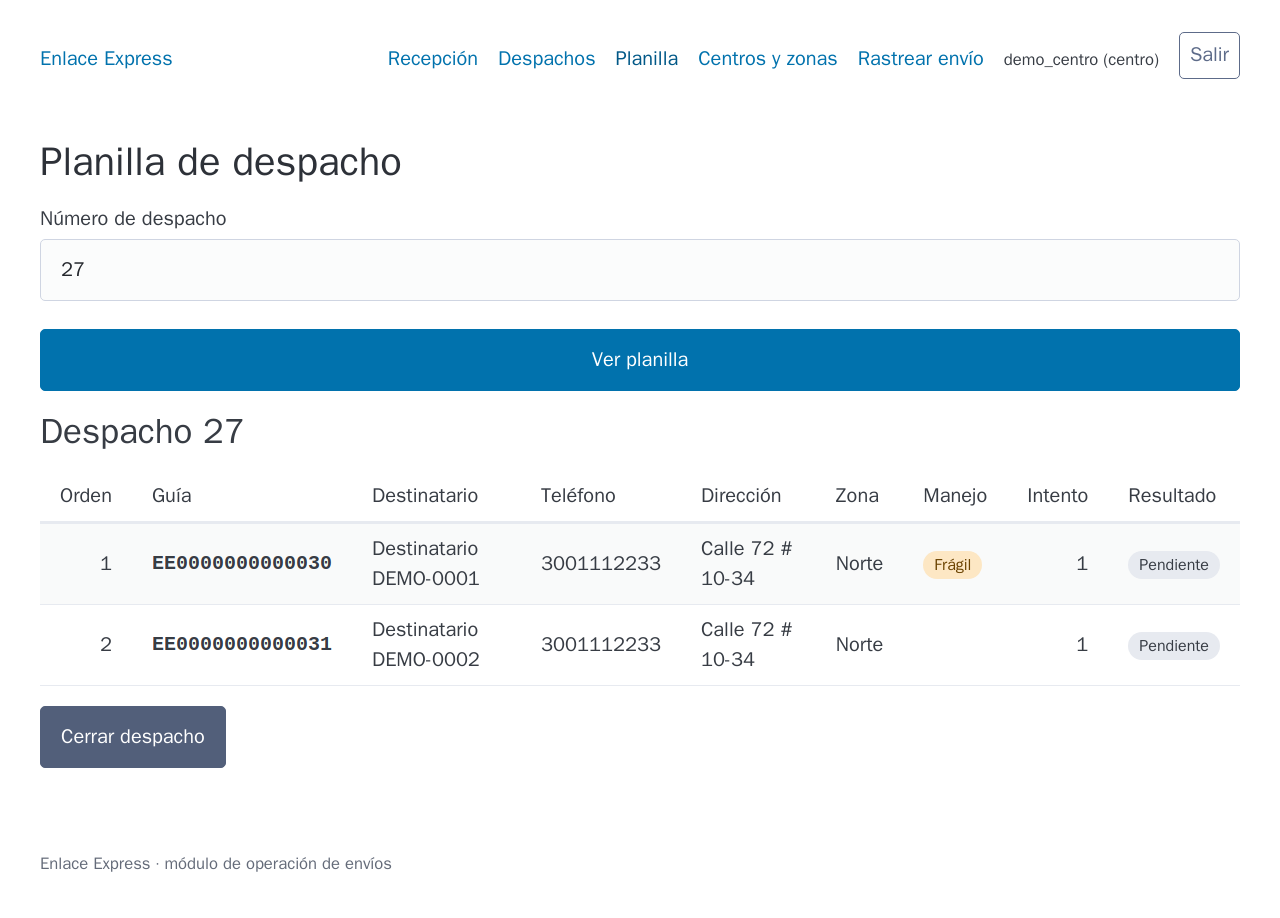 Enlace Express Recepción Despachos Planilla Centros y zonas Rastrear envío demo_centro (centro) Salir
Planilla de despacho
Número de despacho
27
Ver planilla
Despacho 27
Orden Guía Destinatario Teléfono Dirección Zona Manejo Intento Resultado
1 EE0000000000030 Destinatario DEMO-0001 3001112233 Calle 72 # 10-34 Norte Frágil 1 Pendiente
2 EE0000000000031 Destinatario DEMO-0002 3001112233 Calle 72 # 10-34 Norte 1 Pendiente
Cerrar despacho
Enlace Express · módulo de operación de envíos